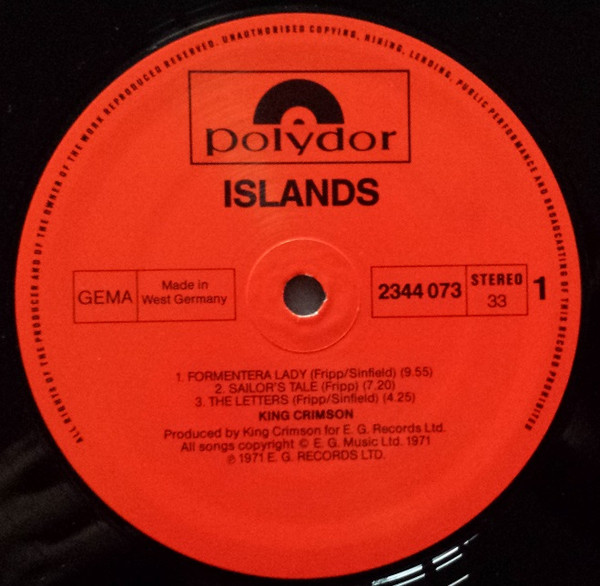 ALL RIGHTS OF THE PRODUCER AND OF THE OWNER OF THE WORK REPRODUCED RESERVED. UNAUTHORISED COPYING, HIRING, LENDING, PUBLIC PERFORMANCE AND BROADCASTING OF THIS RECORD PROHIBITED
polydor
ISLANDS
GEMA
Made in
West Germany
2344 073
STEREO
33
1
1. FORMENTERA LADY (Fripp/Sinfield) (9.55)
2. SAILOR'S TALE (Fripp) (7.20)
3. THE LETTERS (Fripp/Sinfield) (4.25)
KING CRIMSON
Produced by King Crimson for E. G. Records Ltd.
All songs copyright © E. G. Music Ltd. 1971
℗ 1971 E. G. RECORDS LTD.